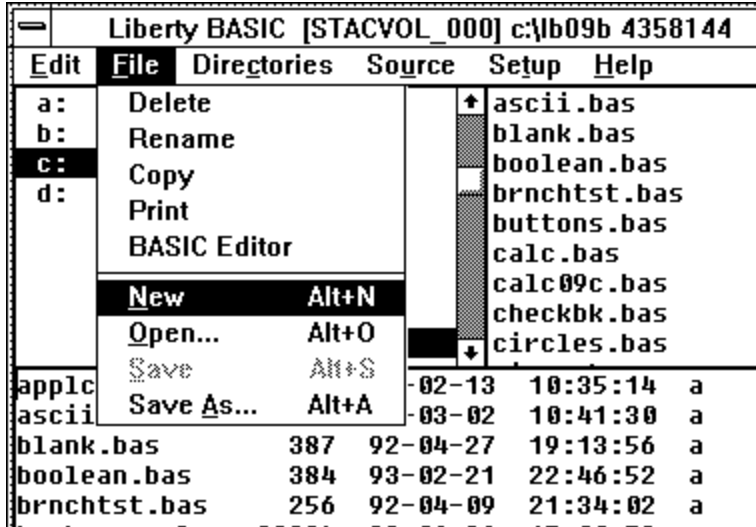 Liberty BASIC [STACVOL_000] c:\lb09b 4358144
Edit File Directories Source Setup Help
a:
b:
c:
d:
Delete
Rename
Copy
Print
BASIC Editor
New Alt+N
Open... Alt+O
Save Alt+S
Save As... Alt+A
ascii.bas
blank.bas
boolean.bas
brnchtst.bas
buttons.bas
calc.bas
calc09c.bas
checkbk.bas
circles.bas
applc -02-13 10:35:14 a
ascii -03-02 10:41:30 a
blank.bas 387 92-04-27 19:13:56 a
boolean.bas 384 93-02-21 22:46:52 a
brnchtst.bas 256 92-04-09 21:34:02 a